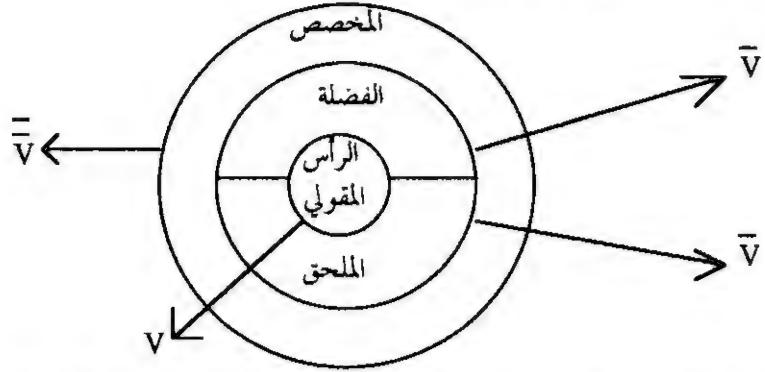 المخصص
V̄
الفضلة
V̿
الرأس
المقولي
V̄
الملحق
V